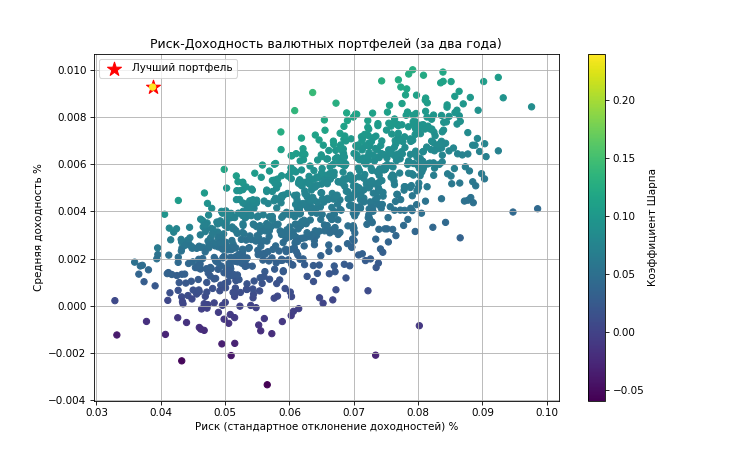 Риск-Доходность валютных портфелей (за два года)
Лучший портфель
0.010
0.008
0.006
0.004
0.002
0.000
−0.002
−0.004
Средняя доходность %
0.03 0.04 0.05 0.06 0.07 0.08 0.09 0.10
Риск (стандартное отклонение доходностей) %
0.20
0.15
0.10
0.05
0.00
−0.05
Коэффициент Шарпа